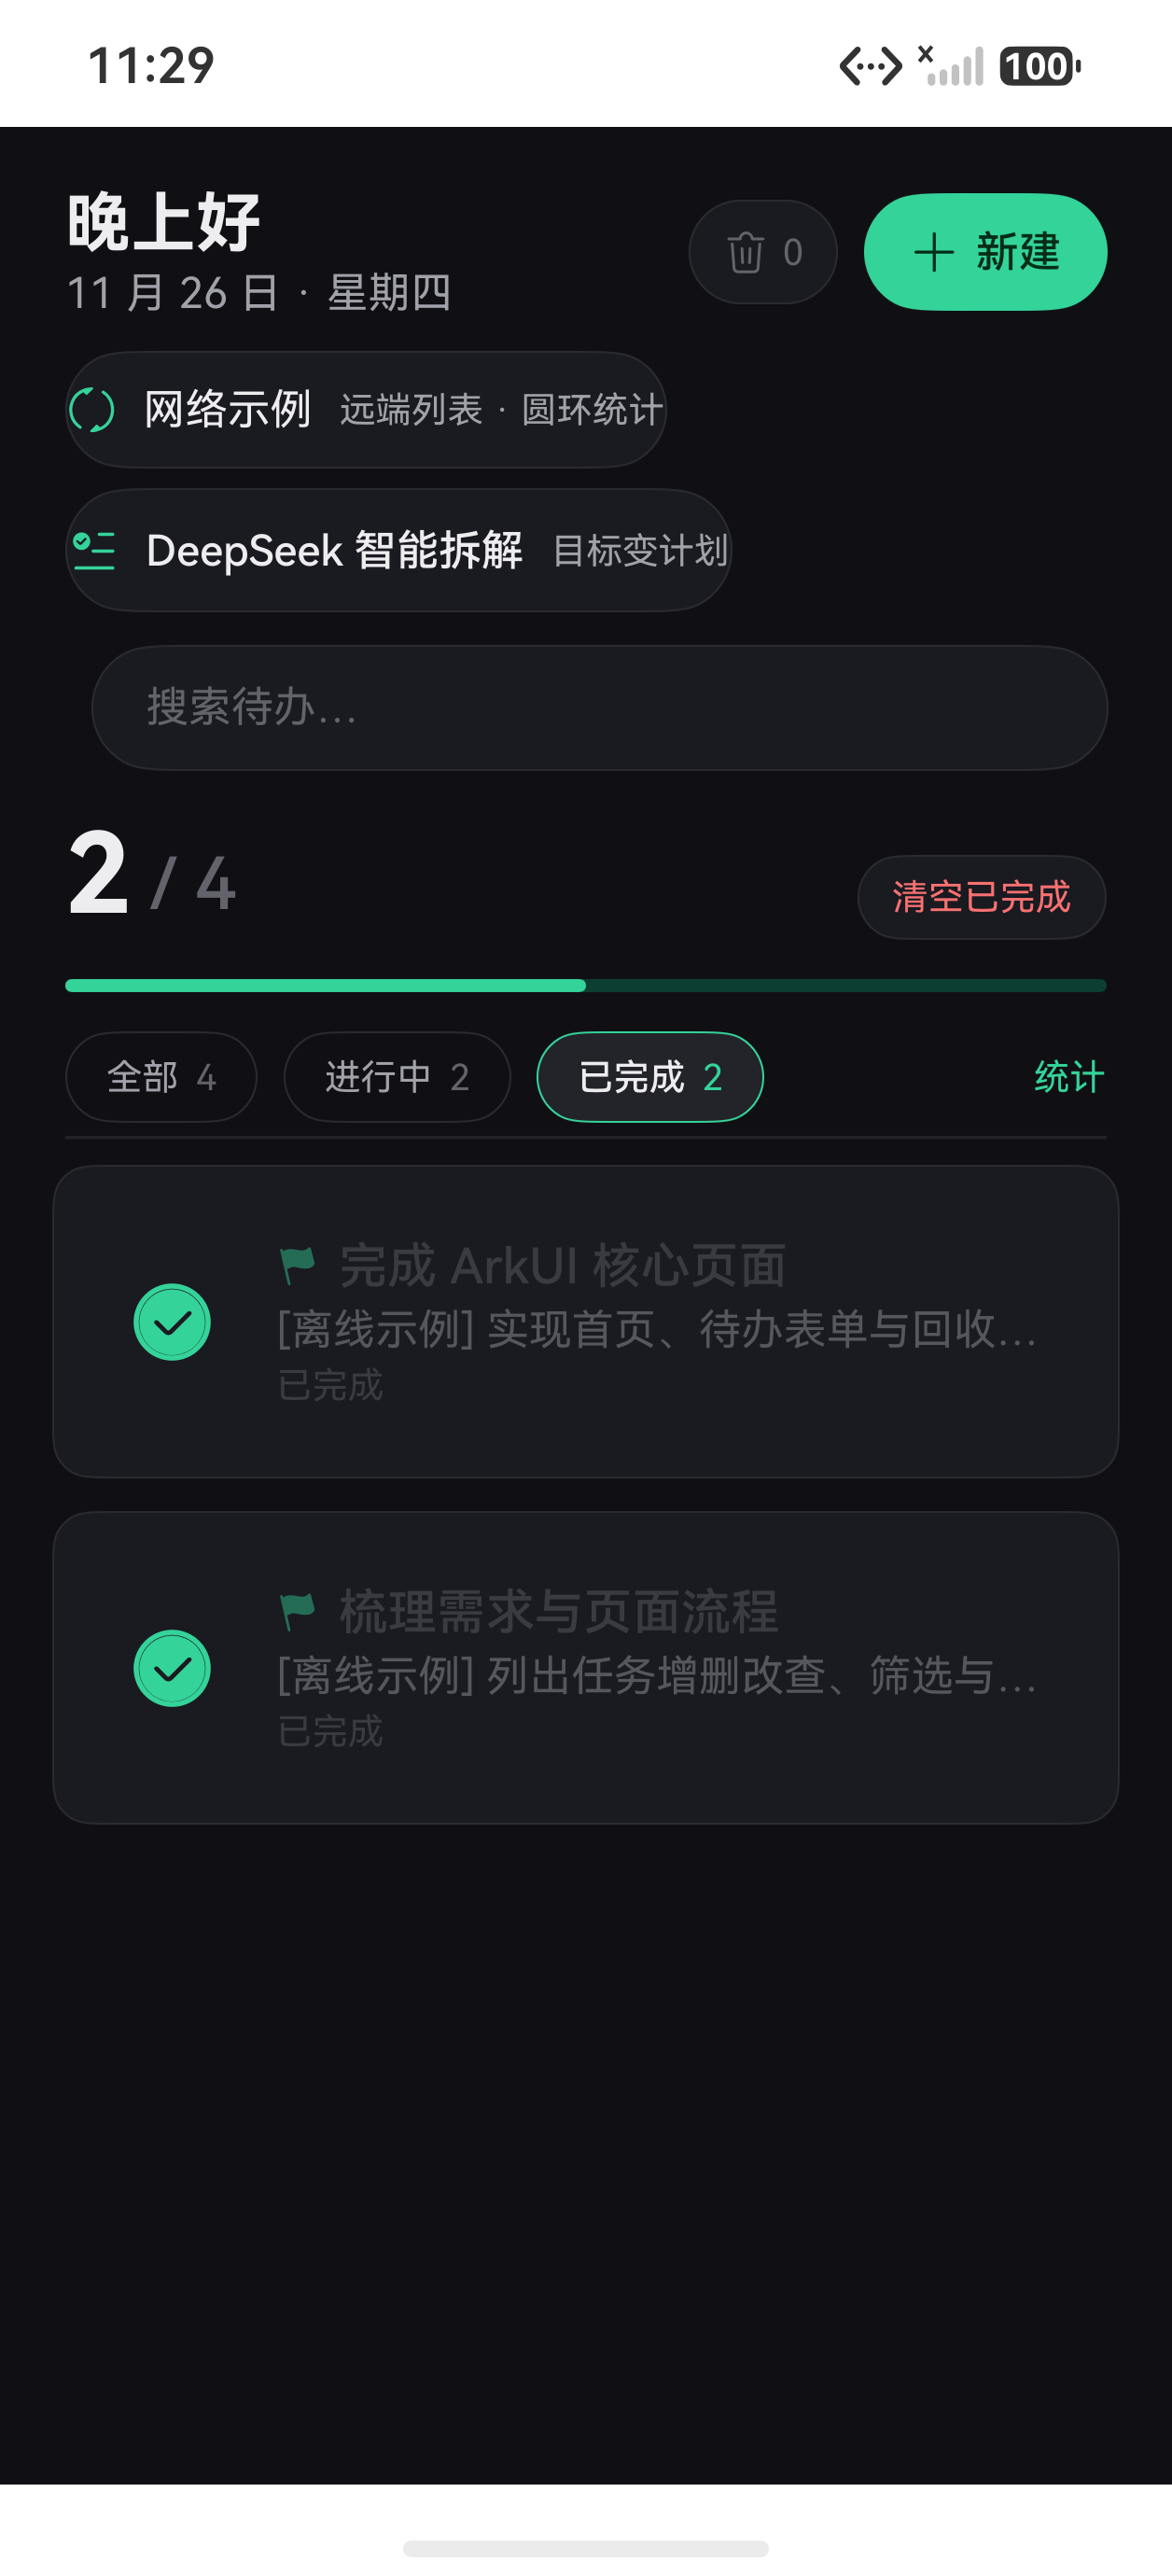 11:29
100
晚上好
11 月 26 日 · 星期四
0
新建
网络示例 远端列表 · 圆环统计
DeepSeek 智能拆解 目标变计划
搜索待办...
2 / 4
清空已完成
全部 4
进行中 2
已完成 2
统计
完成 ArkUI 核心页面
[离线示例] 实现首页、待办表单与回收...
已完成
梳理需求与页面流程
[离线示例] 列出任务增删改查、筛选与...
已完成